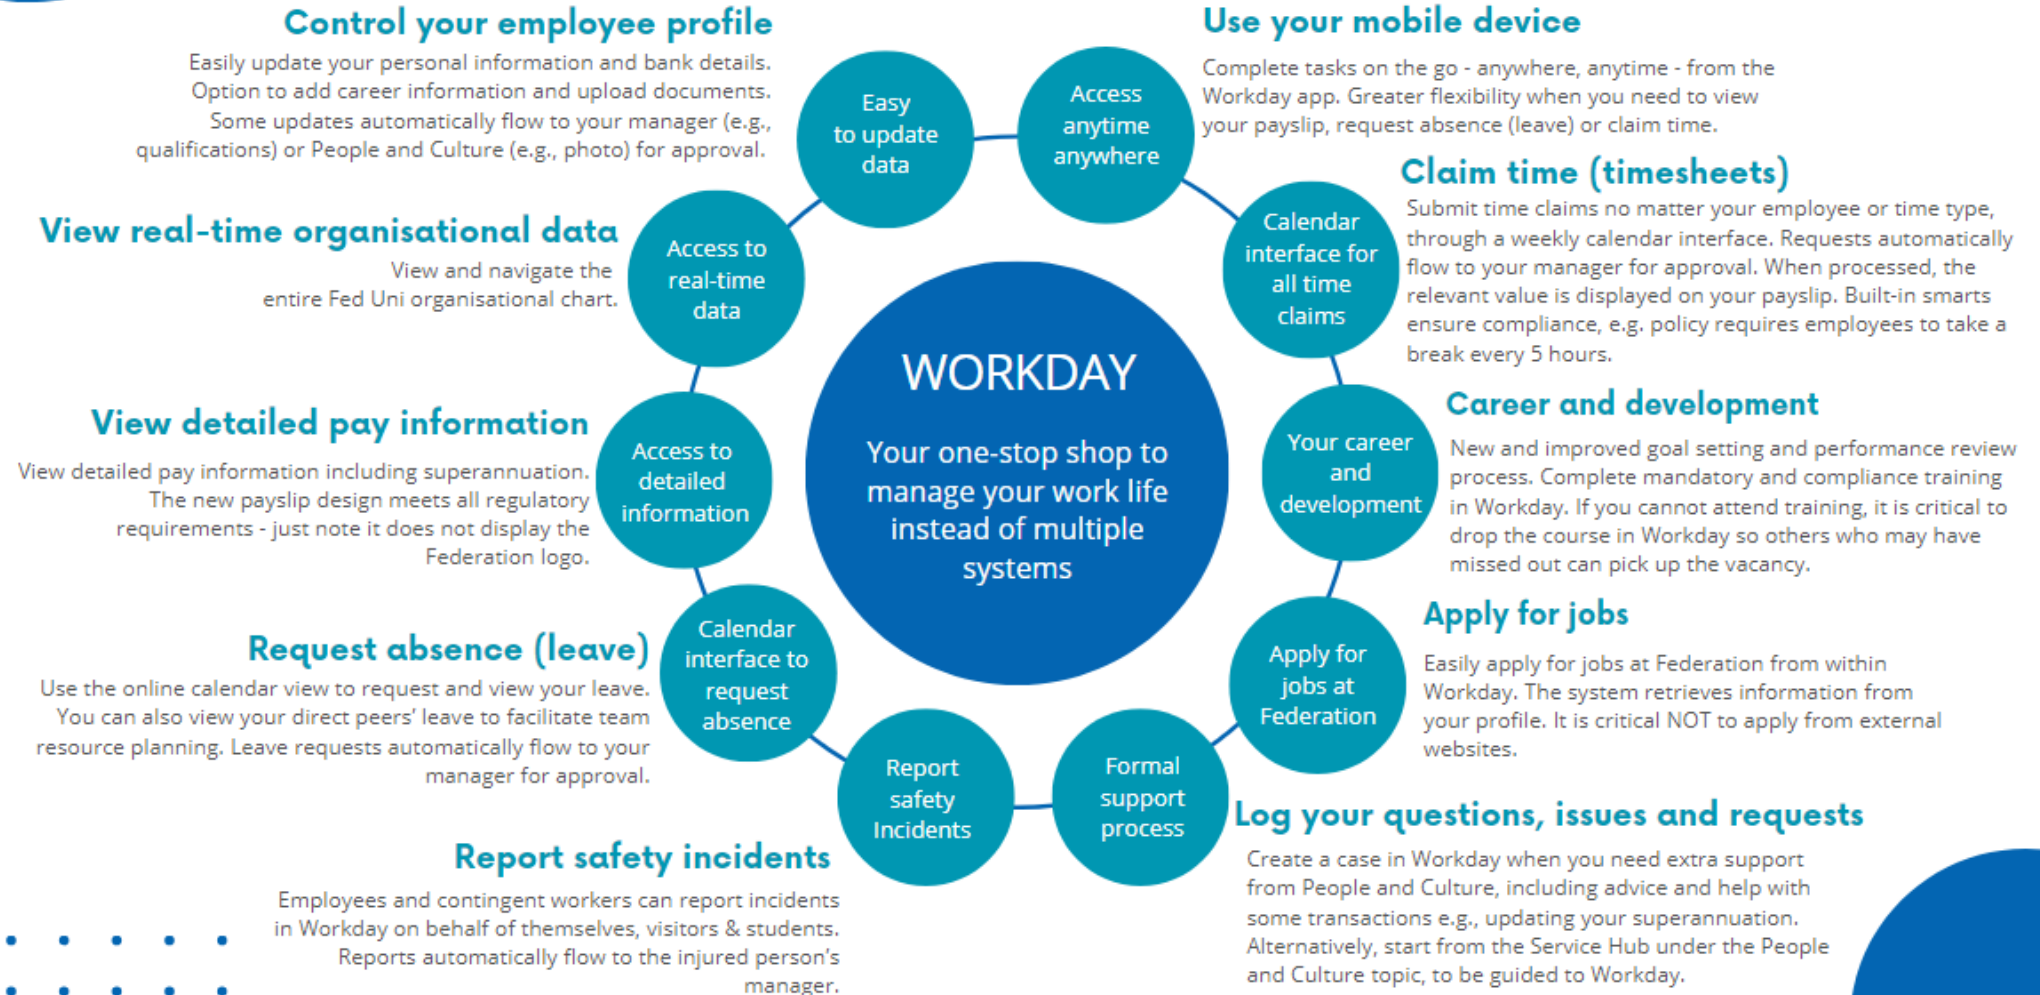 Control your employee profile
Easily update your personal information and bank details.
Option to add career information and upload documents.
Some updates automatically flow to your manager (e.g.,
qualifications) or People and Culture (e.g., photo) for approval.
Easy
to update
data
Access
anytime
anywhere
Use your mobile device
Complete tasks on the go - anywhere, anytime - from the
Workday app. Greater flexibility when you need to view
your payslip, request absence (leave) or claim time.
View real-time organisational data
View and navigate the
entire Fed Uni organisational chart.
Access to
real-time
data
Calendar
interface for
all time
claims
Claim time (timesheets)
Submit time claims no matter your employee or time type,
through a weekly calendar interface. Requests automatically
flow to your manager for approval. When processed, the
relevant value is displayed on your payslip. Built-in smarts
ensure compliance, e.g. policy requires employees to take a
break every 5 hours.
WORKDAY
Your one-stop shop to
manage your work life
instead of multiple
systems
View detailed pay information
View detailed pay information including superannuation.
The new payslip design meets all regulatory
requirements - just note it does not display the
Federation logo.
Access to
detailed
information
Your career
and
development
Career and development
New and improved goal setting and performance review
process. Complete mandatory and compliance training
in Workday. If you cannot attend training, it is critical to
drop the course in Workday so others who may have
missed out can pick up the vacancy.
Request absence (leave)
Use the online calendar view to request and view your leave.
You can also view your direct peers' leave to facilitate team
resource planning. Leave requests automatically flow to your
manager for approval.
Calendar
interface to
request
absence
Apply for
jobs at
Federation
Apply for jobs
Easily apply for jobs at Federation from within
Workday. The system retrieves information from
your profile. It is critical NOT to apply from external
websites.
Report safety incidents
Employees and contingent workers can report incidents
in Workday on behalf of themselves, visitors & students.
Reports automatically flow to the injured person's
manager.
Report
safety
Incidents
Formal
support
process
Log your questions, issues and requests
Create a case in Workday when you need extra support
from People and Culture, including advice and help with
some transactions e.g., updating your superannuation.
Alternatively, start from the Service Hub under the People
and Culture topic, to be guided to Workday.